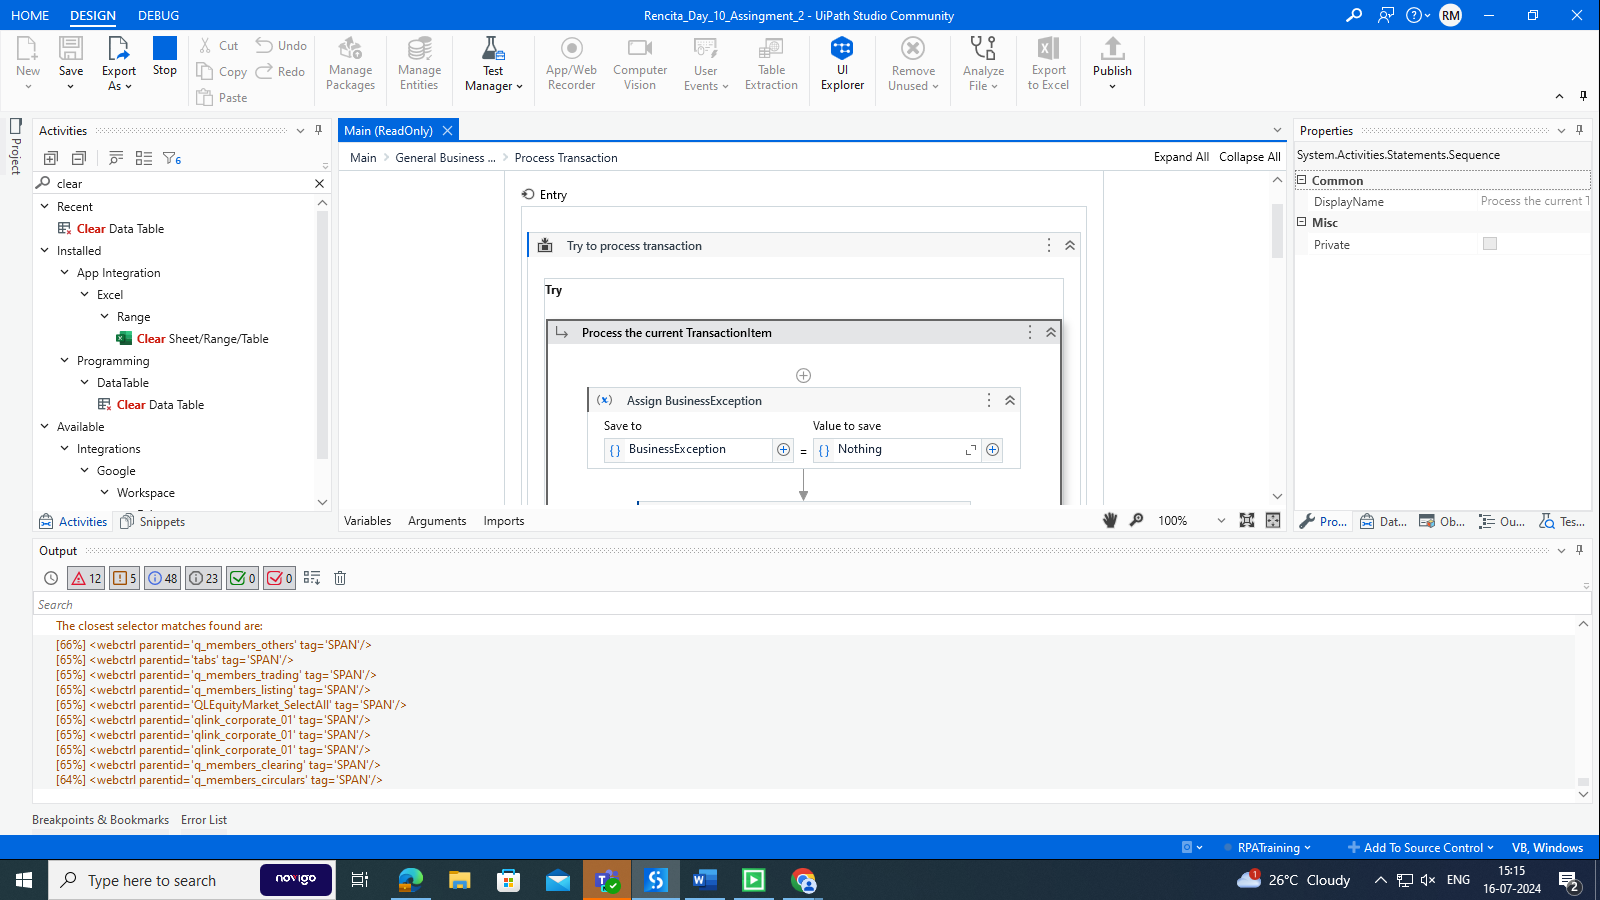 HOME DESIGN DEBUG
Rencita_Day_10_Assingment_2 - UiPath Studio Community
RM
New
Save
Export As
Stop
Cut
Copy
Paste
Undo
Redo
Manage Packages
Manage Entities
Test Manager
App/Web Recorder
Computer Vision
User Events
Table Extraction
UI Explorer
Remove Unused
Analyze File
Export to Excel
Publish
Project
Activities
6
clear
Recent
Clear Data Table
Installed
App Integration
Excel
Range
Clear Sheet/Range/Table
Programming
DataTable
Clear Data Table
Available
Integrations
Google
Workspace
Activities Snippets
Main (ReadOnly)
Main General Business ... Process Transaction
Expand All Collapse All
Entry
Try to process transaction
Try
Process the current TransactionItem
Assign BusinessException
Save to Value to save
BusinessException = Nothing
Variables Arguments Imports
100%
Properties
System.Activities.Statements.Sequence
Common
DisplayName Process the current T
Misc
Private
Pro... Dat... Ob... Ou... Tes...
Output
12 5 48 23 0 0
Search
The closest selector matches found are:
[66%] <webctrl parentid='q_members_others' tag='SPAN'/>
[65%] <webctrl parentid='tabs' tag='SPAN'/>
[65%] <webctrl parentid='q_members_trading' tag='SPAN'/>
[65%] <webctrl parentid='q_members_listing' tag='SPAN'/>
[65%] <webctrl parentid='QLEquityMarket_SelectAll' tag='SPAN'/>
[65%] <webctrl parentid='qlink_corporate_01' tag='SPAN'/>
[65%] <webctrl parentid='qlink_corporate_01' tag='SPAN'/>
[65%] <webctrl parentid='qlink_corporate_01' tag='SPAN'/>
[65%] <webctrl parentid='q_members_clearing' tag='SPAN'/>
[64%] <webctrl parentid='q_members_circulars' tag='SPAN'/>
Breakpoints & Bookmarks Error List
RPATraining Add To Source Control VB, Windows
Type here to search
novigo
1
26°C Cloudy
ENG
15:15
16-07-2024
2